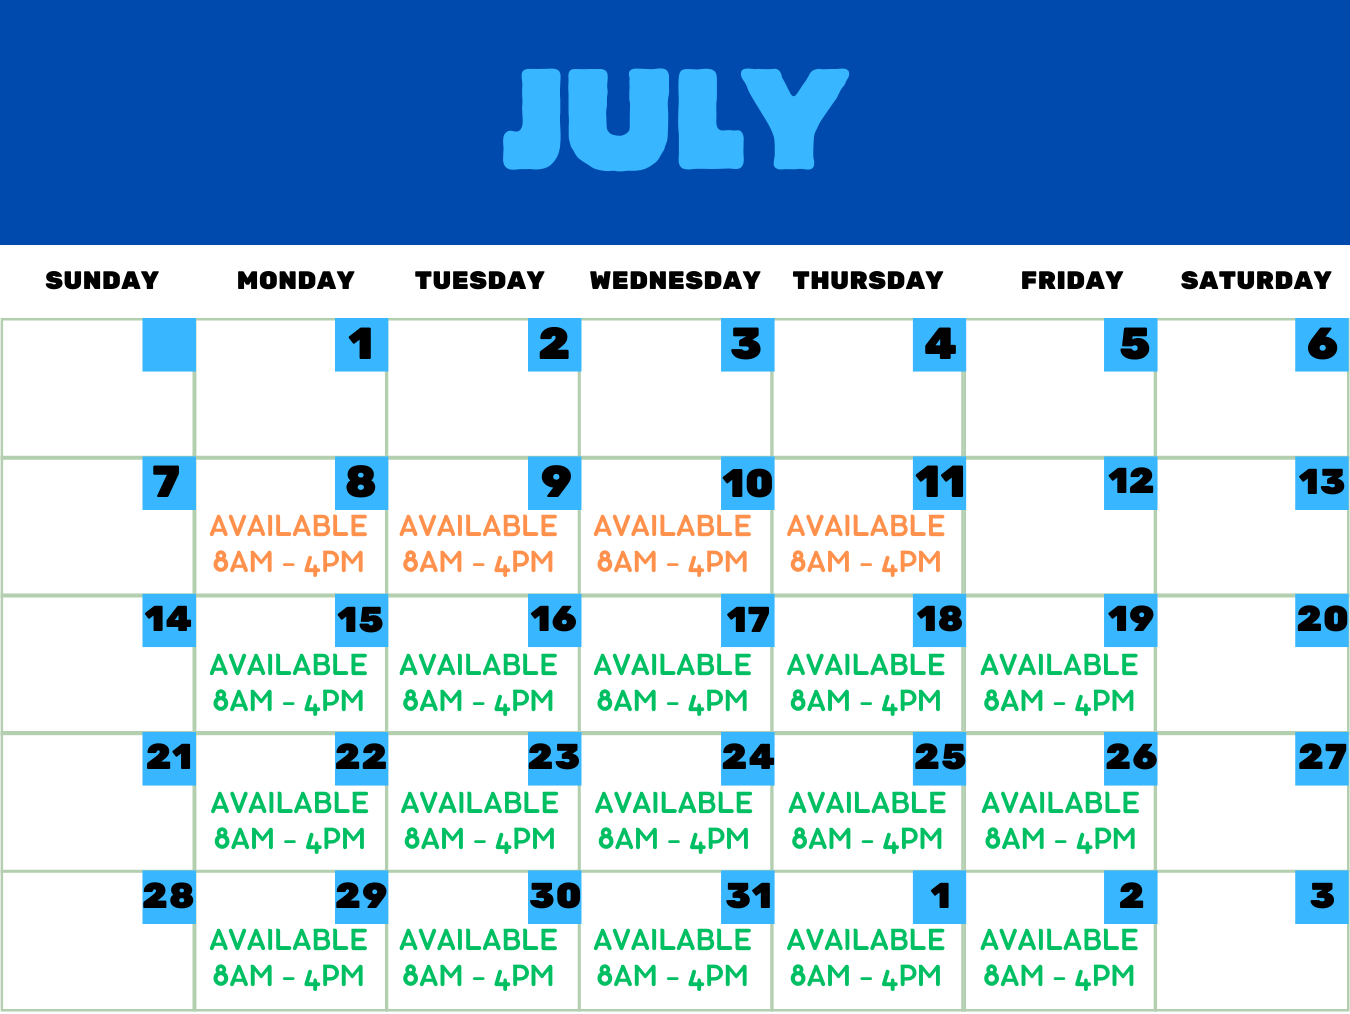 JULY
SUNDAY MONDAY TUESDAY WEDNESDAY THURSDAY FRIDAY SATURDAY
1 2 3 4 5 6
7 8 9 10 11 12 13
AVAILABLE AVAILABLE AVAILABLE AVAILABLE
8AM - 4PM 8AM - 4PM 8AM - 4PM 8AM - 4PM
14 15 16 17 18 19 20
AVAILABLE AVAILABLE AVAILABLE AVAILABLE AVAILABLE
8AM - 4PM 8AM - 4PM 8AM - 4PM 8AM - 4PM 8AM - 4PM
21 22 23 24 25 26 27
AVAILABLE AVAILABLE AVAILABLE AVAILABLE AVAILABLE
8AM - 4PM 8AM - 4PM 8AM - 4PM 8AM - 4PM 8AM - 4PM
28 29 30 31 1 2 3
AVAILABLE AVAILABLE AVAILABLE AVAILABLE AVAILABLE
8AM - 4PM 8AM - 4PM 8AM - 4PM 8AM - 4PM 8AM - 4PM